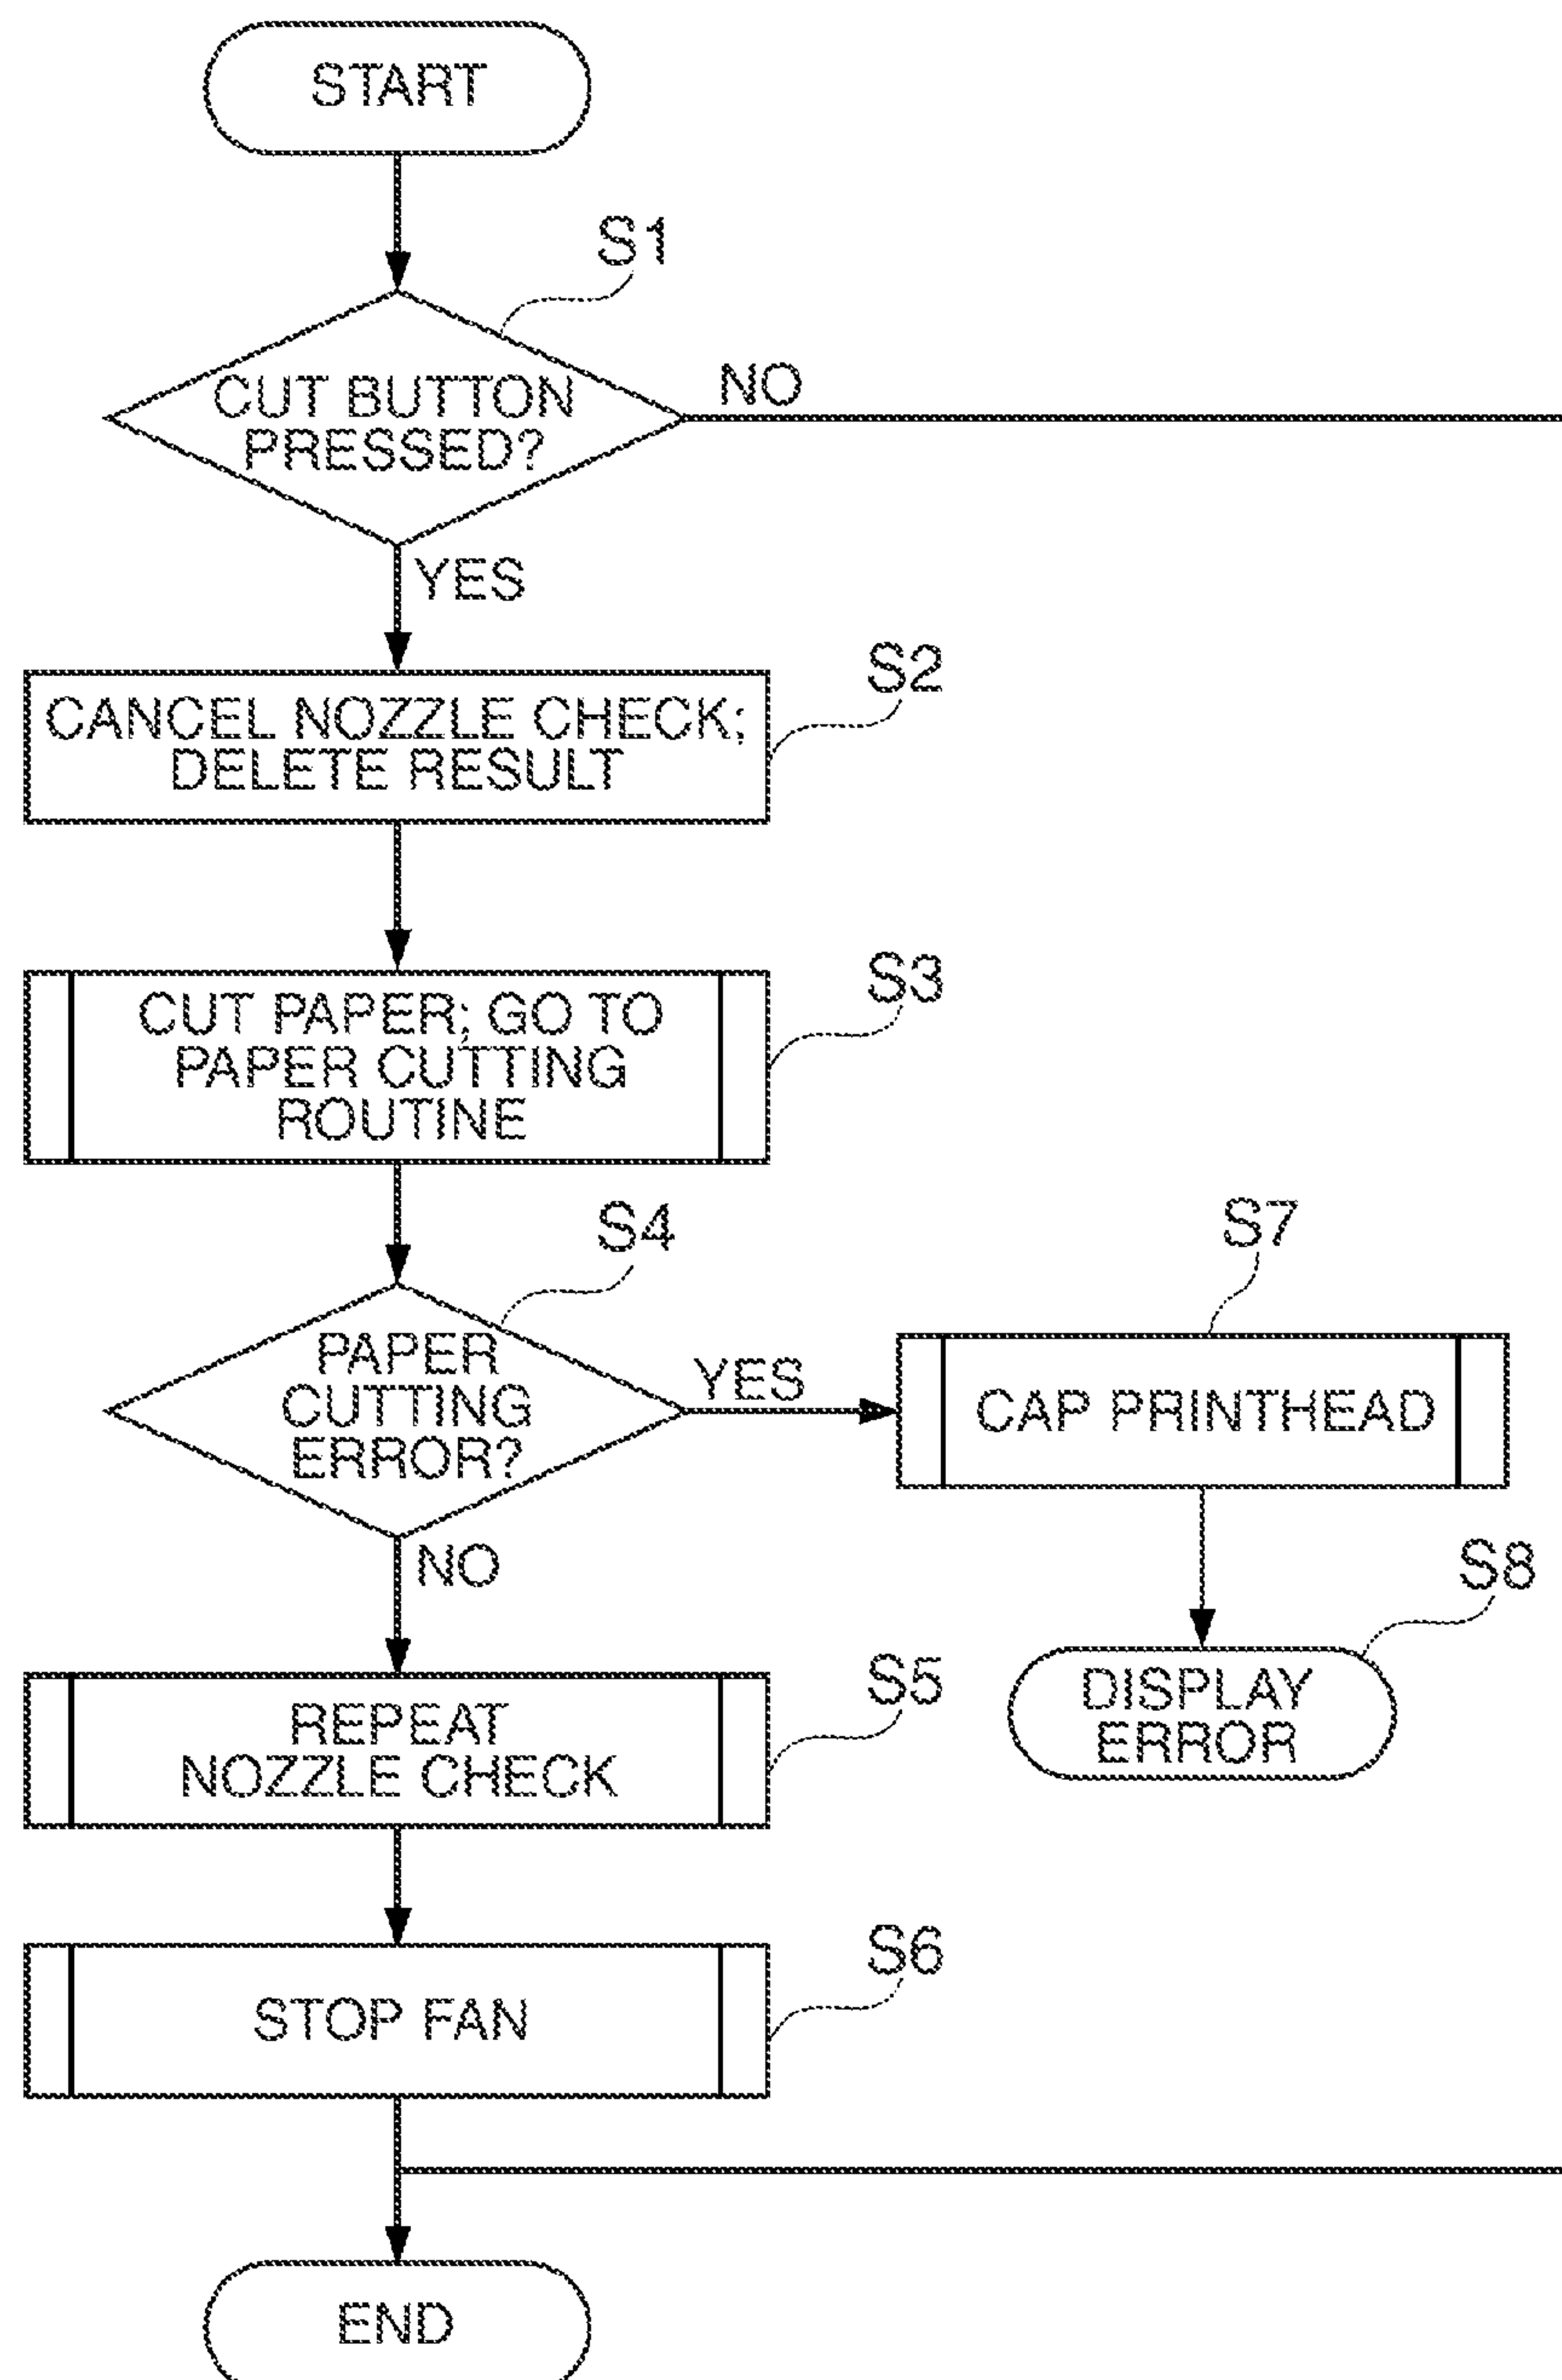 START
S1
CUT BUTTON
PRESSED?
NO
YES
S2
CANCEL NOZZLE CHECK;
DELETE RESULT
S3
CUT PAPER; GO TO
PAPER CUTTING
ROUTINE
S4
PAPER
CUTTING
ERROR?
YES
S7
CAP PRINTHEAD
NO
S8
DISPLAY
ERROR
S5
REPEAT
NOZZLE CHECK
S6
STOP FAN
END